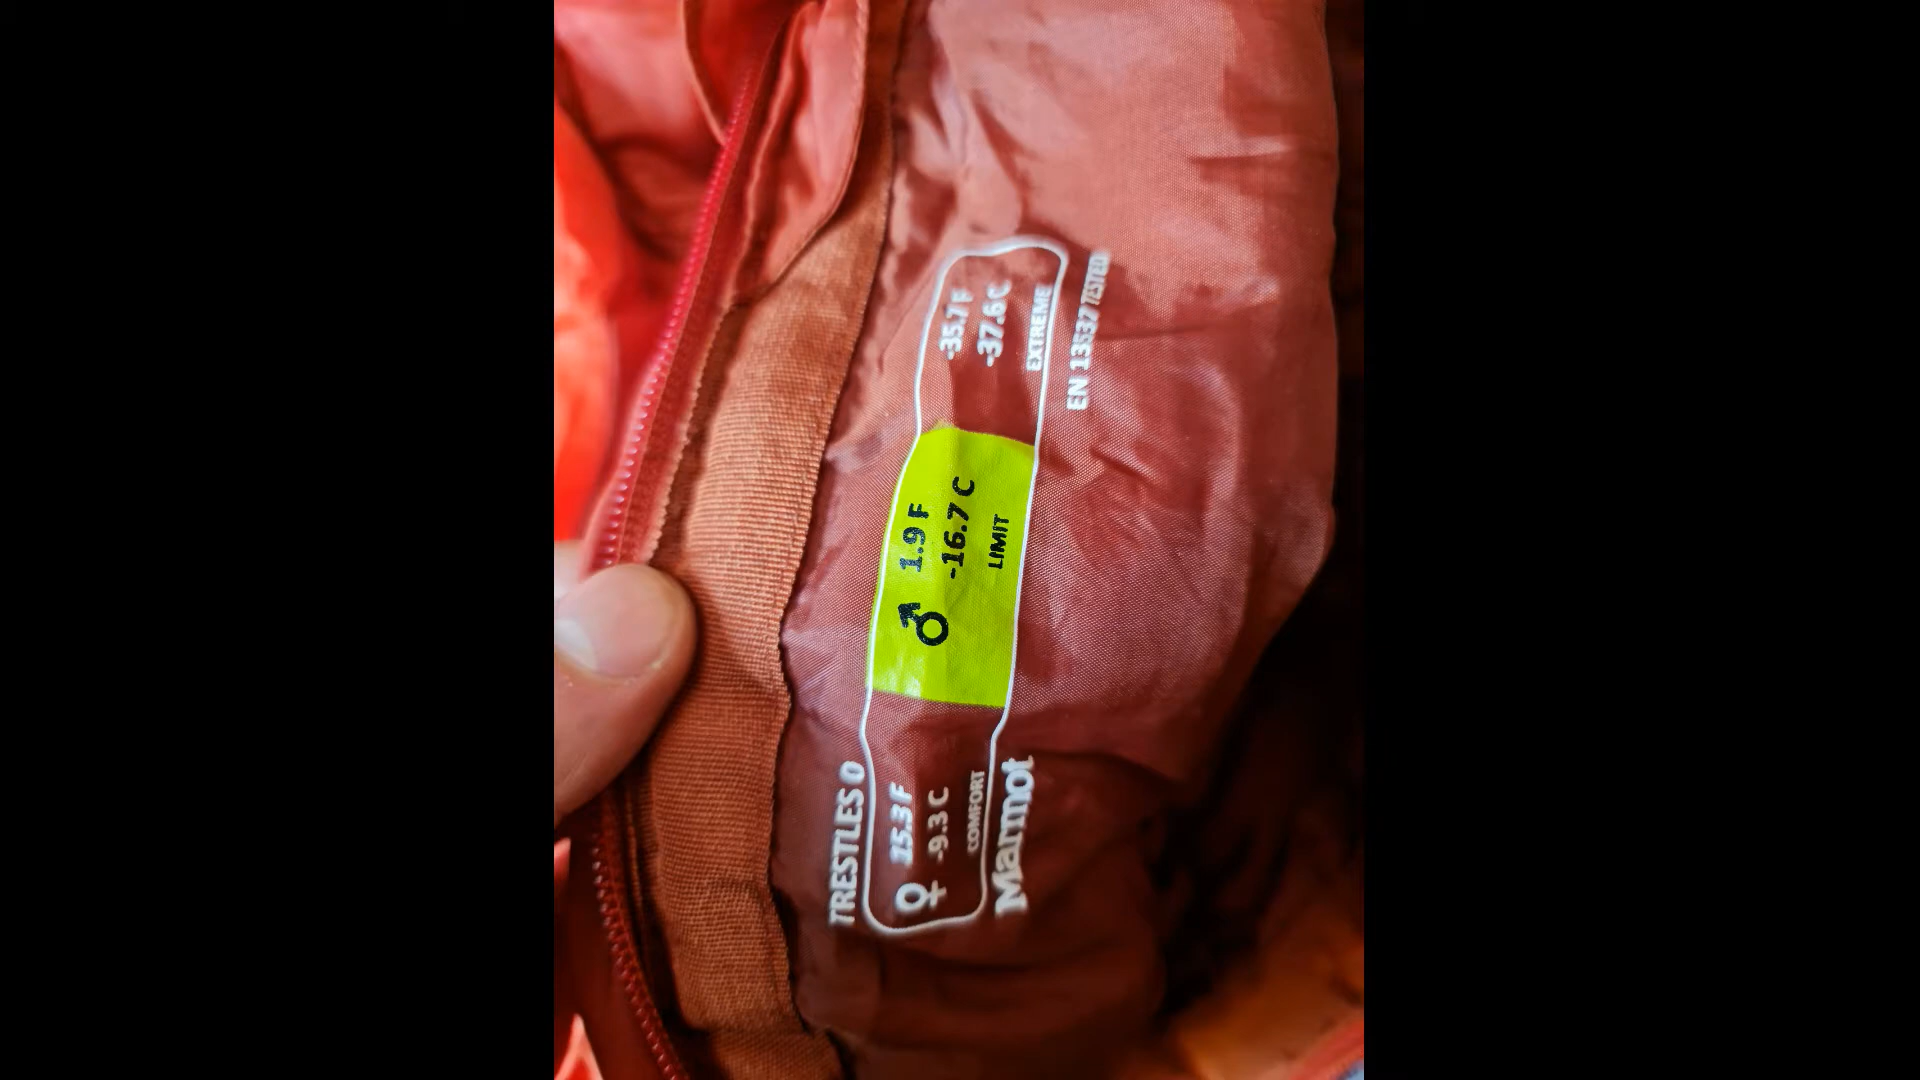 TRESTLES 0
♀ 15.3 F
-9.3 C
COMFORT
♂ 1.9 F
-16.7 C
LIMIT
-35.7 F
-37.6 C
EXTREME
Marmot
EN 13537 TESTED